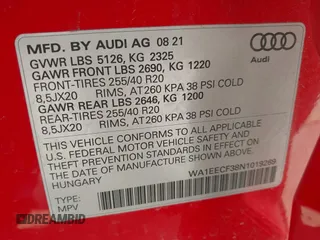 MFD. BY AUDI AG 08 21
GVWR LBS 5126, KG 2325
GAWR FRONT LBS 2690, KG 1220
FRONT-TIRES 255/40 R20
8,5JX20 RIMS, AT260 KPA 38 PSI COLD
GAWR REAR LBS 2646, KG 1200
REAR-TIRES 255/40 R20
8,5JX20 RIMS, AT260 KPA 38 PSI COLD
THIS VEHICLE CONFORMS TO ALL APPLICABLE
U.S. FEDERAL MOTOR VEHICLE SAFETY AND
THEFT PREVENTION STANDARDS IN EFFECT ON
THE DATE OF MANUFACTURE SHOWN ABOVE.
TYPE:
MPV
Audi
DREAMBID